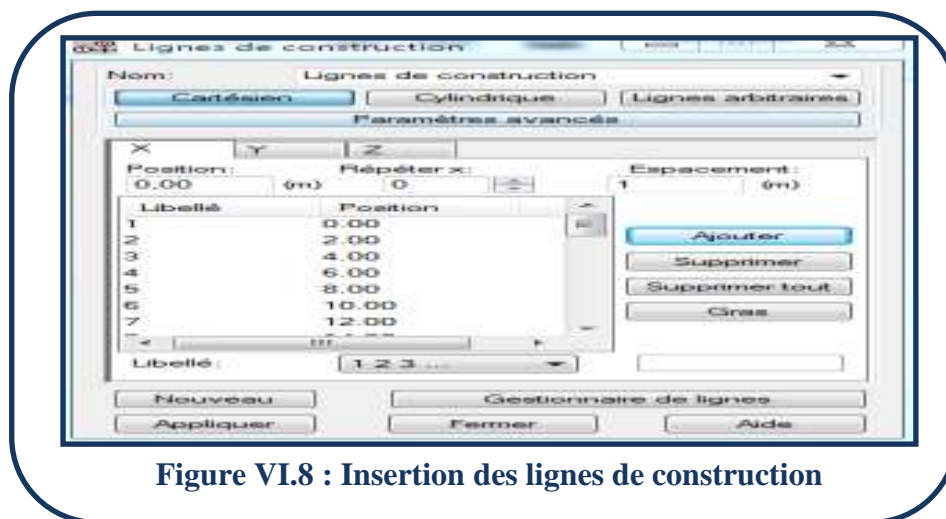 Lignes de construction
Nom: Lignes de construction
Cartésien Cylindrique Lignes arbitraires
Paramètres avancés
X Y Z
Position: Répéter x: Espacement:
0.00 (m) 0 1 (m)
Libellé Position
1 0.00
2 2.00
3 4.00
4 6.00
5 8.00
6 10.00
7 12.00
Ajouter
Supprimer
Supprimer tout
Gras
Libellé: 1 2 3 ...
Nouveau Gestionnaire de lignes
Appliquer Fermer Aide
Figure VI.8 : Insertion des lignes de construction